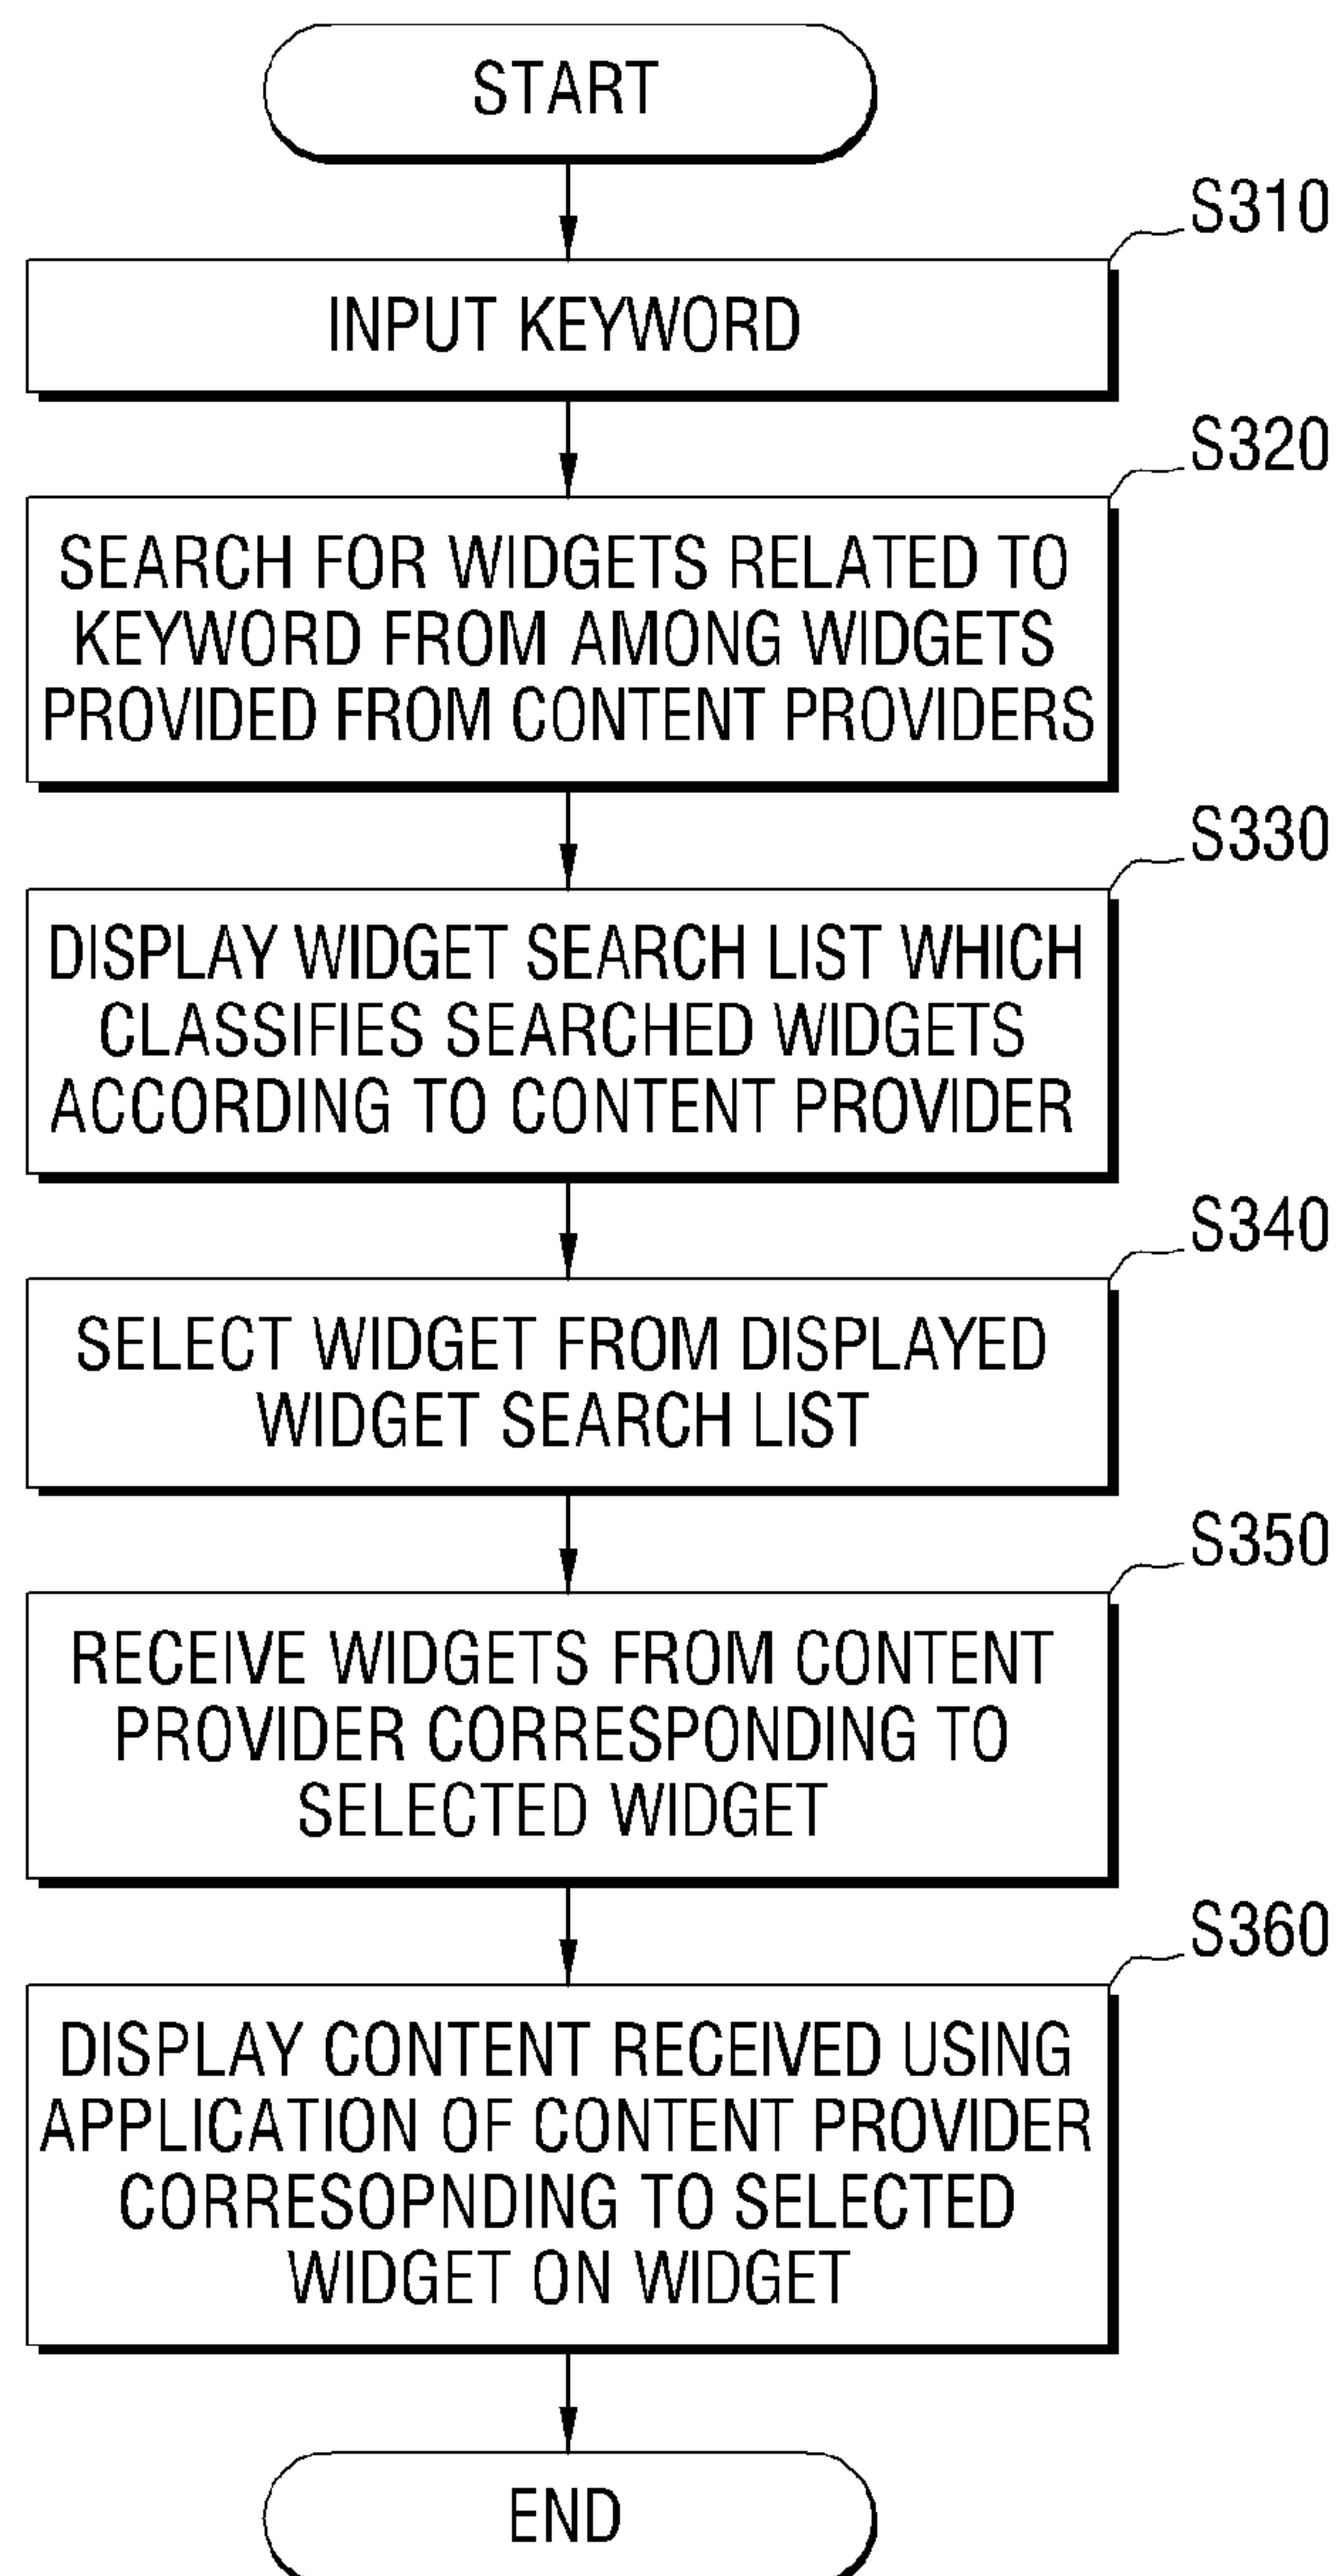 START
S310
INPUT KEYWORD
S320
SEARCH FOR WIDGETS RELATED TO
KEYWORD FROM AMONG WIDGETS
PROVIDED FROM CONTENT PROVIDERS
S330
DISPLAY WIDGET SEARCH LIST WHICH
CLASSIFIES SEARCHED WIDGETS
ACCORDING TO CONTENT PROVIDER
S340
SELECT WIDGET FROM DISPLAYED
WIDGET SEARCH LIST
S350
RECEIVE WIDGETS FROM CONTENT
PROVIDER CORRESPONDING TO
SELECTED WIDGET
S360
DISPLAY CONTENT RECEIVED USING
APPLICATION OF CONTENT PROVIDER
CORRESOPNDING TO SELECTED
WIDGET ON WIDGET
END